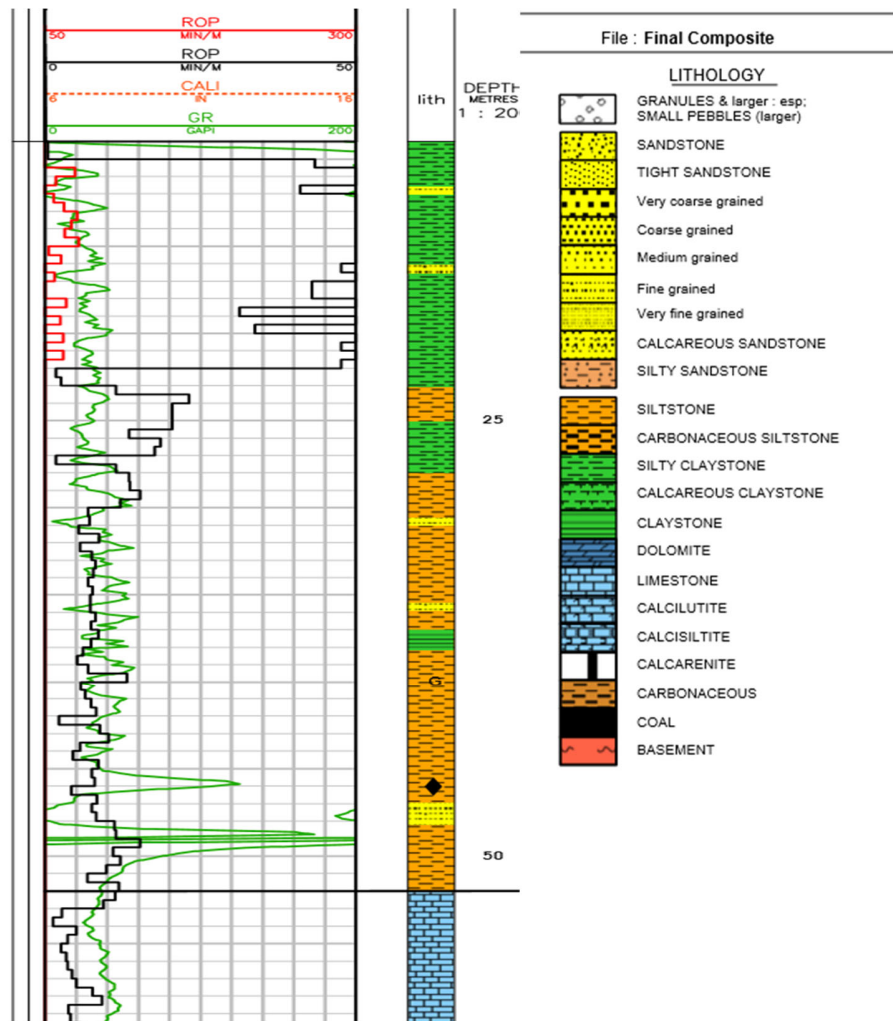 ROP
50 MIN/M 300
ROP
0 MIN/M 50
CALI
6 IN 16
GR
0 GAPI 200
lith
DEPTH
METRES
1 : 20
25
G
50
File : Final Composite
LITHOLOGY
GRANULES & larger : esp;
SMALL PEBBLES (larger)
SANDSTONE
TIGHT SANDSTONE
Very coarse grained
Coarse grained
Medium grained
Fine grained
Very fine grained
CALCAREOUS SANDSTONE
SILTY SANDSTONE
SILTSTONE
CARBONACEOUS SILTSTONE
SILTY CLAYSTONE
CALCAREOUS CLAYSTONE
CLAYSTONE
DOLOMITE
LIMESTONE
CALCILUTITE
CALCISILTITE
CALCARENITE
CARBONACEOUS
COAL
BASEMENT